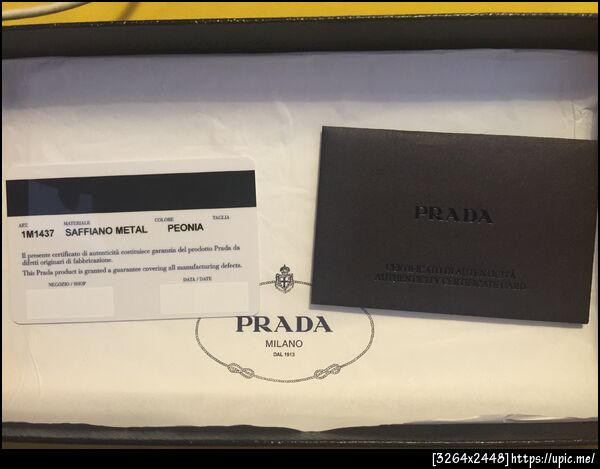 PRADA
CERTIFICATO DI AUTENTICITÀ
AUTHENTICITY CERTIFICATE CARD
ART. MATERIALE COLORE TAGLIA
1M1437 SAFFIANO METAL PEONIA
Il presente certificato di autenticità costituisce garanzia del prodotto Prada da
difetti originari di fabbricazione.
This Prada product is granted a guarantee covering all manufacturing defects.
NEGOZIO / SHOP DATA / DATE
PRADA
MILANO
DAL 1913
[3264x2448]https://upic.me/